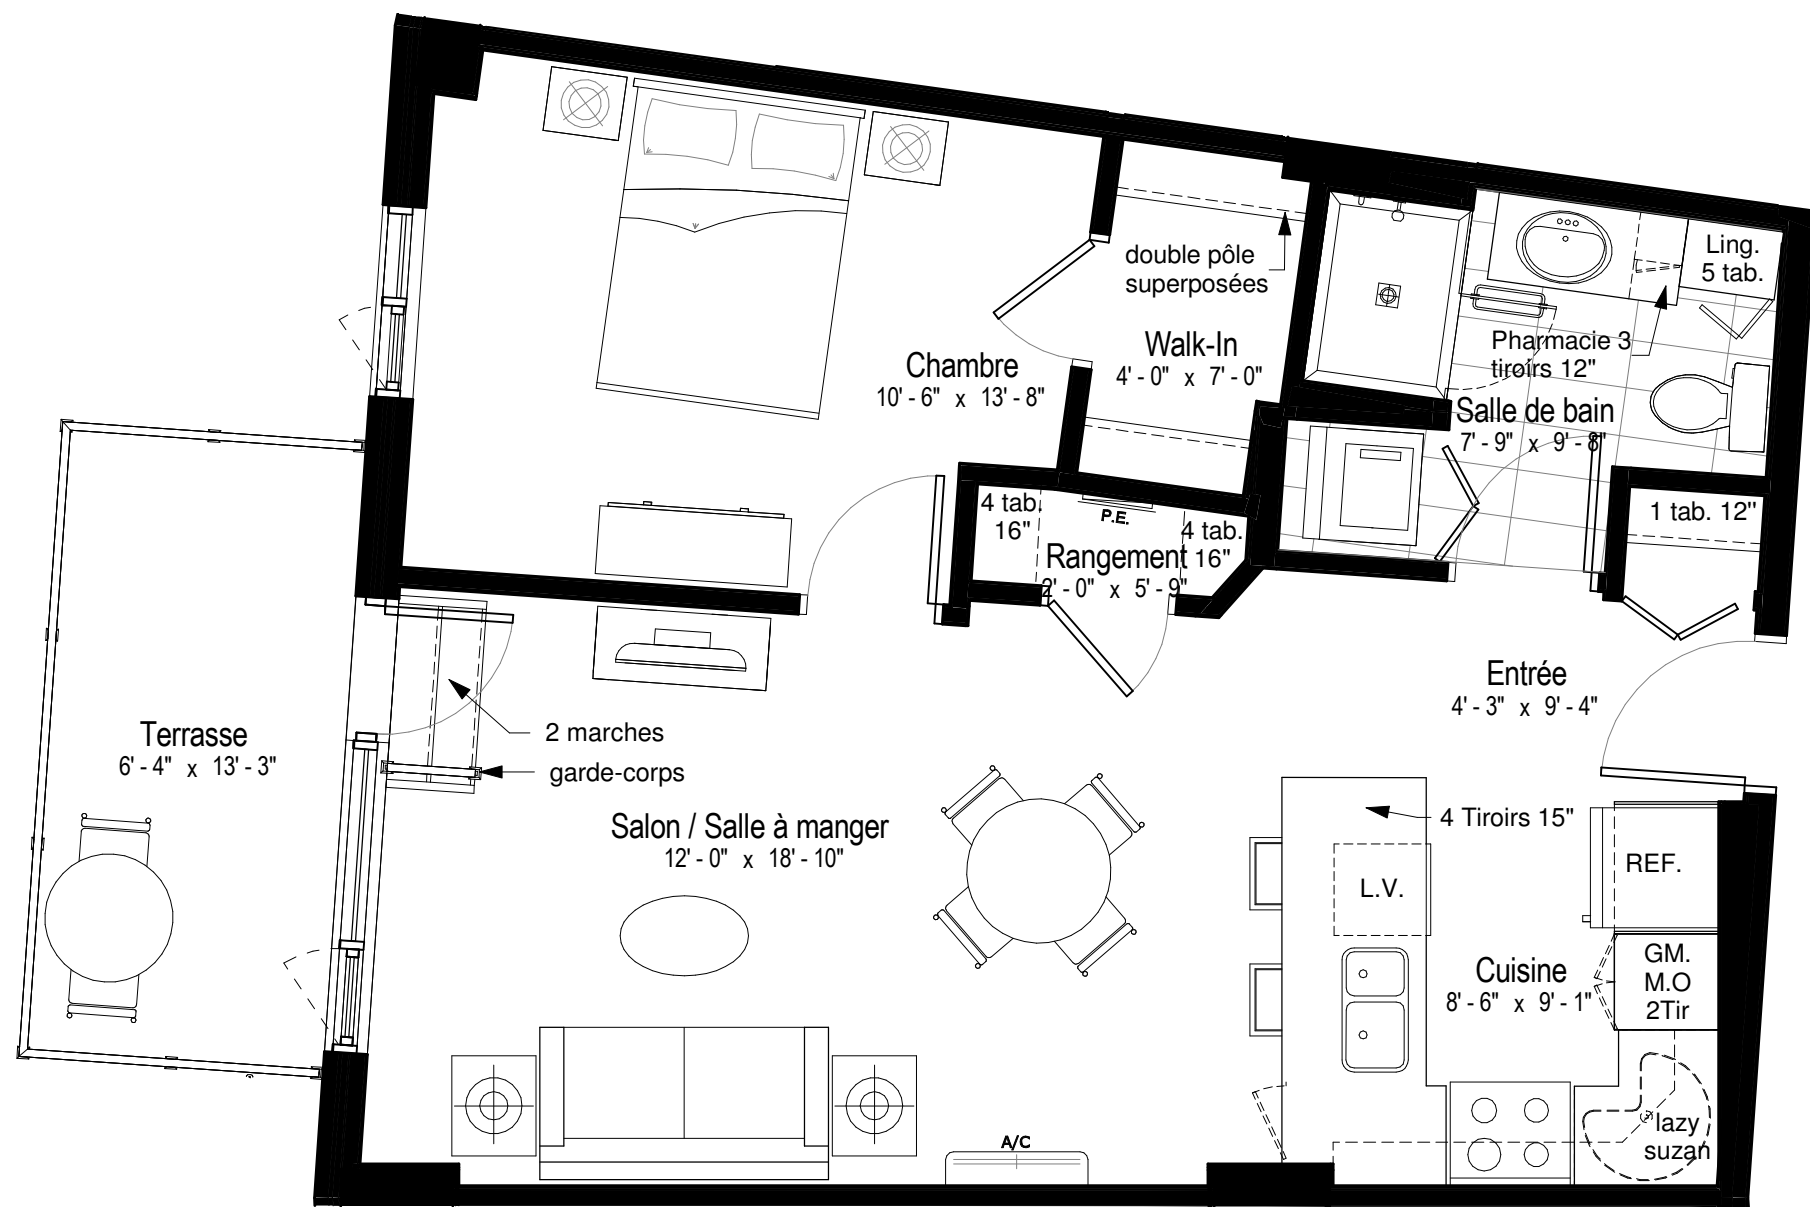 Ling.
5 tab.
double pôle
superposées
Pharmacie 3
tiroirs 12"
Walk-In
4' - 0" x 7' - 0"
Chambre
10' - 6" x 13' - 8"
Salle de bain
7' - 9" x 9' - 8"
4 tab.
16"
P.E.
4 tab.
16"
1 tab. 12"
Rangement
2' - 0" x 5' - 9"
Entrée
4' - 3" x 9' - 4"
Terrasse
6' - 4" x 13' - 3"
2 marches
garde-corps
Salon / Salle à manger
12' - 0" x 18' - 10"
4 Tiroirs 15"
L.V.
REF.
Cuisine
8' - 6" x 9' - 1"
GM.
M.O
2Tir
lazy
suzan
A/C